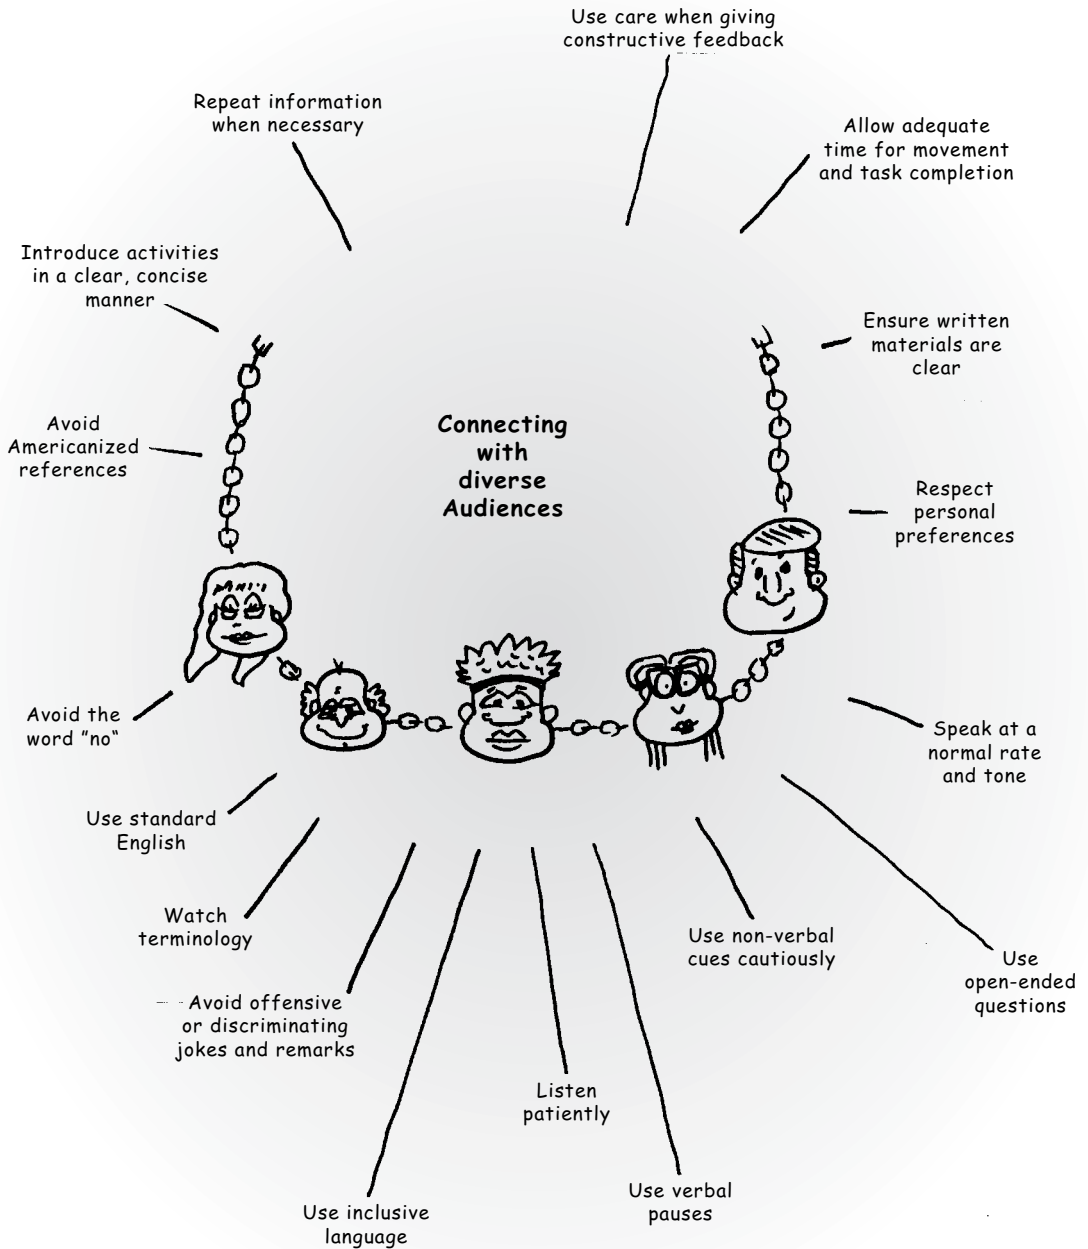 Use care when giving
constructive feedback
Repeat information
when necessary
Allow adequate
time for movement
and task completion
Introduce activities
in a clear, concise
manner
Ensure written
materials are
clear
Avoid
Americanized
references
Connecting
with
diverse
Audiences
Respect
personal
preferences
Avoid the
word "no"
Speak at a
normal rate
and tone
Use standard
English
Watch
terminology
Use non-verbal
cues cautiously
Use
open-ended
questions
Avoid offensive
or discriminating
jokes and remarks
Listen
patiently
Use verbal
pauses
Use inclusive
language